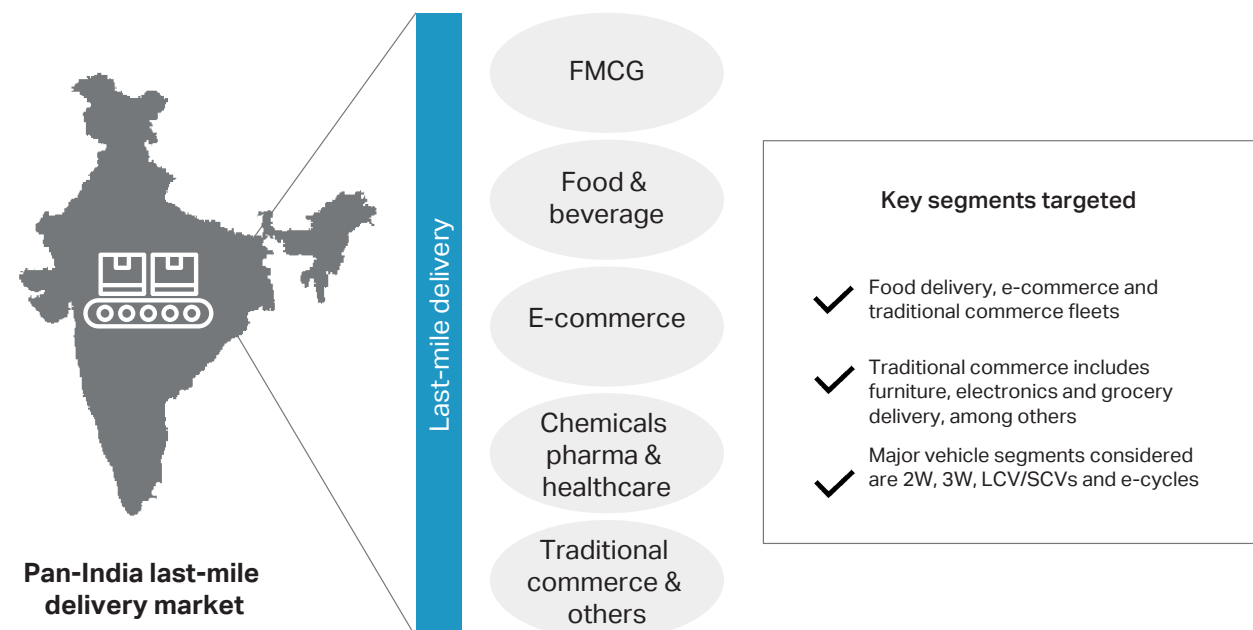 Pan-India last-mile
delivery market
Last-mile delivery
FMCG
Food &
beverage
E-commerce
Chemicals
pharma &
healthcare
Traditional
commerce &
others
Key segments targeted
Food delivery, e-commerce and
traditional commerce fleets
Traditional commerce includes
furniture, electronics and grocery
delivery, among others
Major vehicle segments considered
are 2W, 3W, LCV/SCVs and e-cycles